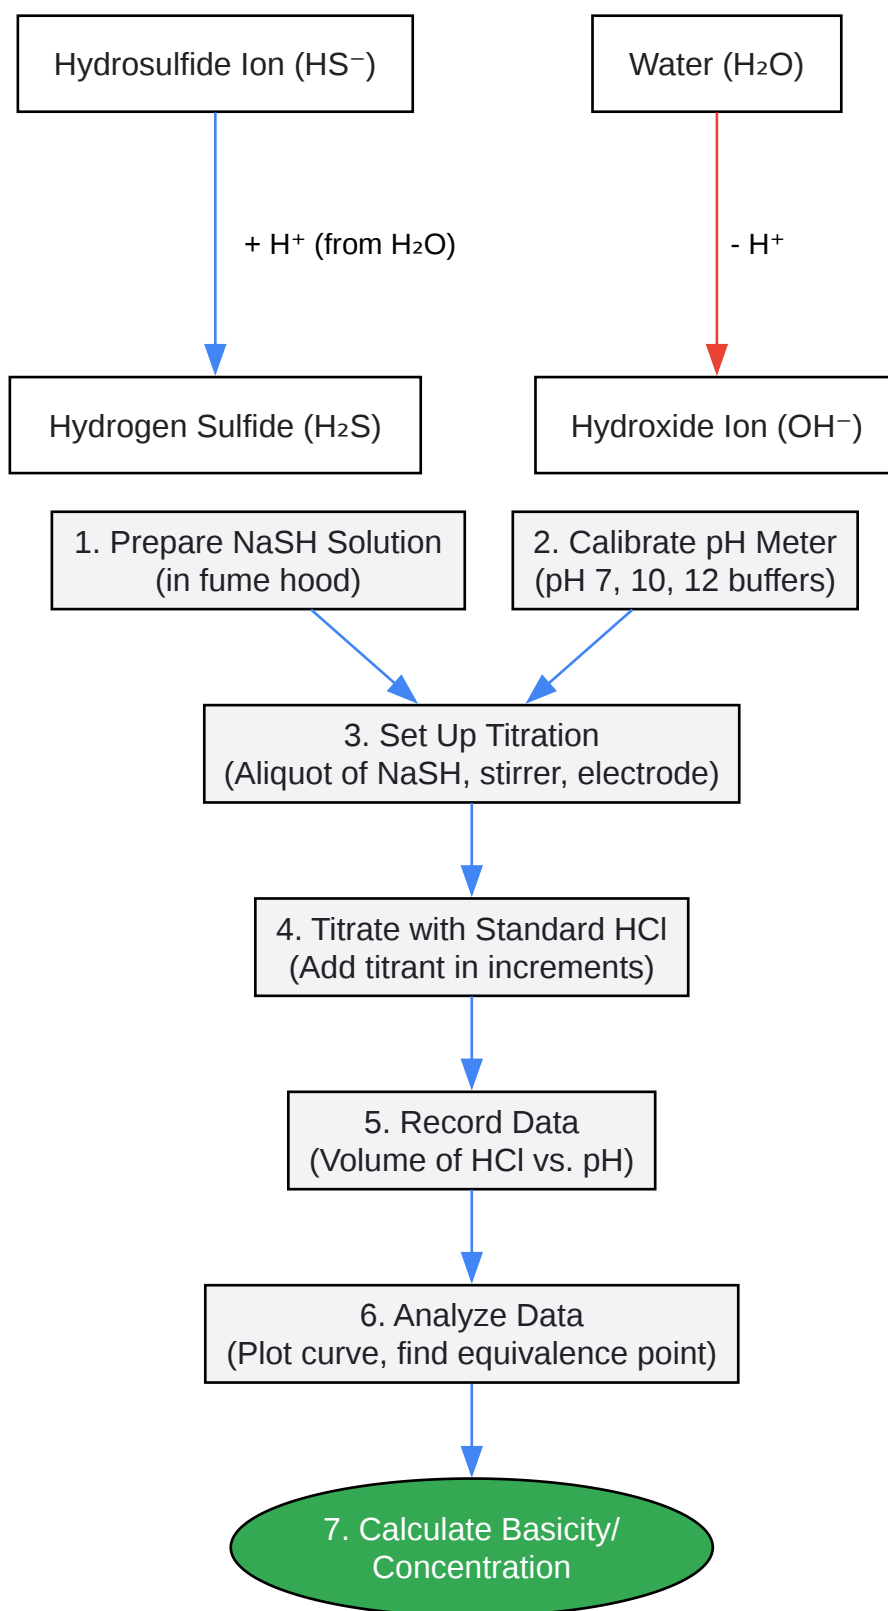 Hydrosulfide Ion (HS⁻)
Water (H₂O)
+ H⁺ (from H₂O)
- H⁺
Hydrogen Sulfide (H₂S)
Hydroxide Ion (OH⁻)
1. Prepare NaSH Solution
(in fume hood)
2. Calibrate pH Meter
(pH 7, 10, 12 buffers)
3. Set Up Titration
(Aliquot of NaSH, stirrer, electrode)
4. Titrate with Standard HCl
(Add titrant in increments)
5. Record Data
(Volume of HCl vs. pH)
6. Analyze Data
(Plot curve, find equivalence point)
7. Calculate Basicity/
Concentration